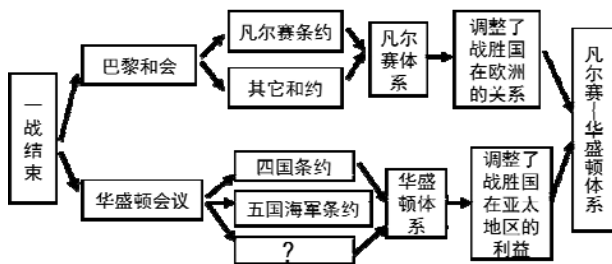 一战结束
巴黎和会
凡尔赛条约
其它和约
凡尔
赛体
系
调整了
战胜国
在欧洲
的关系
华盛顿会议
四国条约
五国海军条约
?
华盛
顿体
系
调整了
战胜国
在亚太
地区的
利益
凡尔赛—华盛顿体系